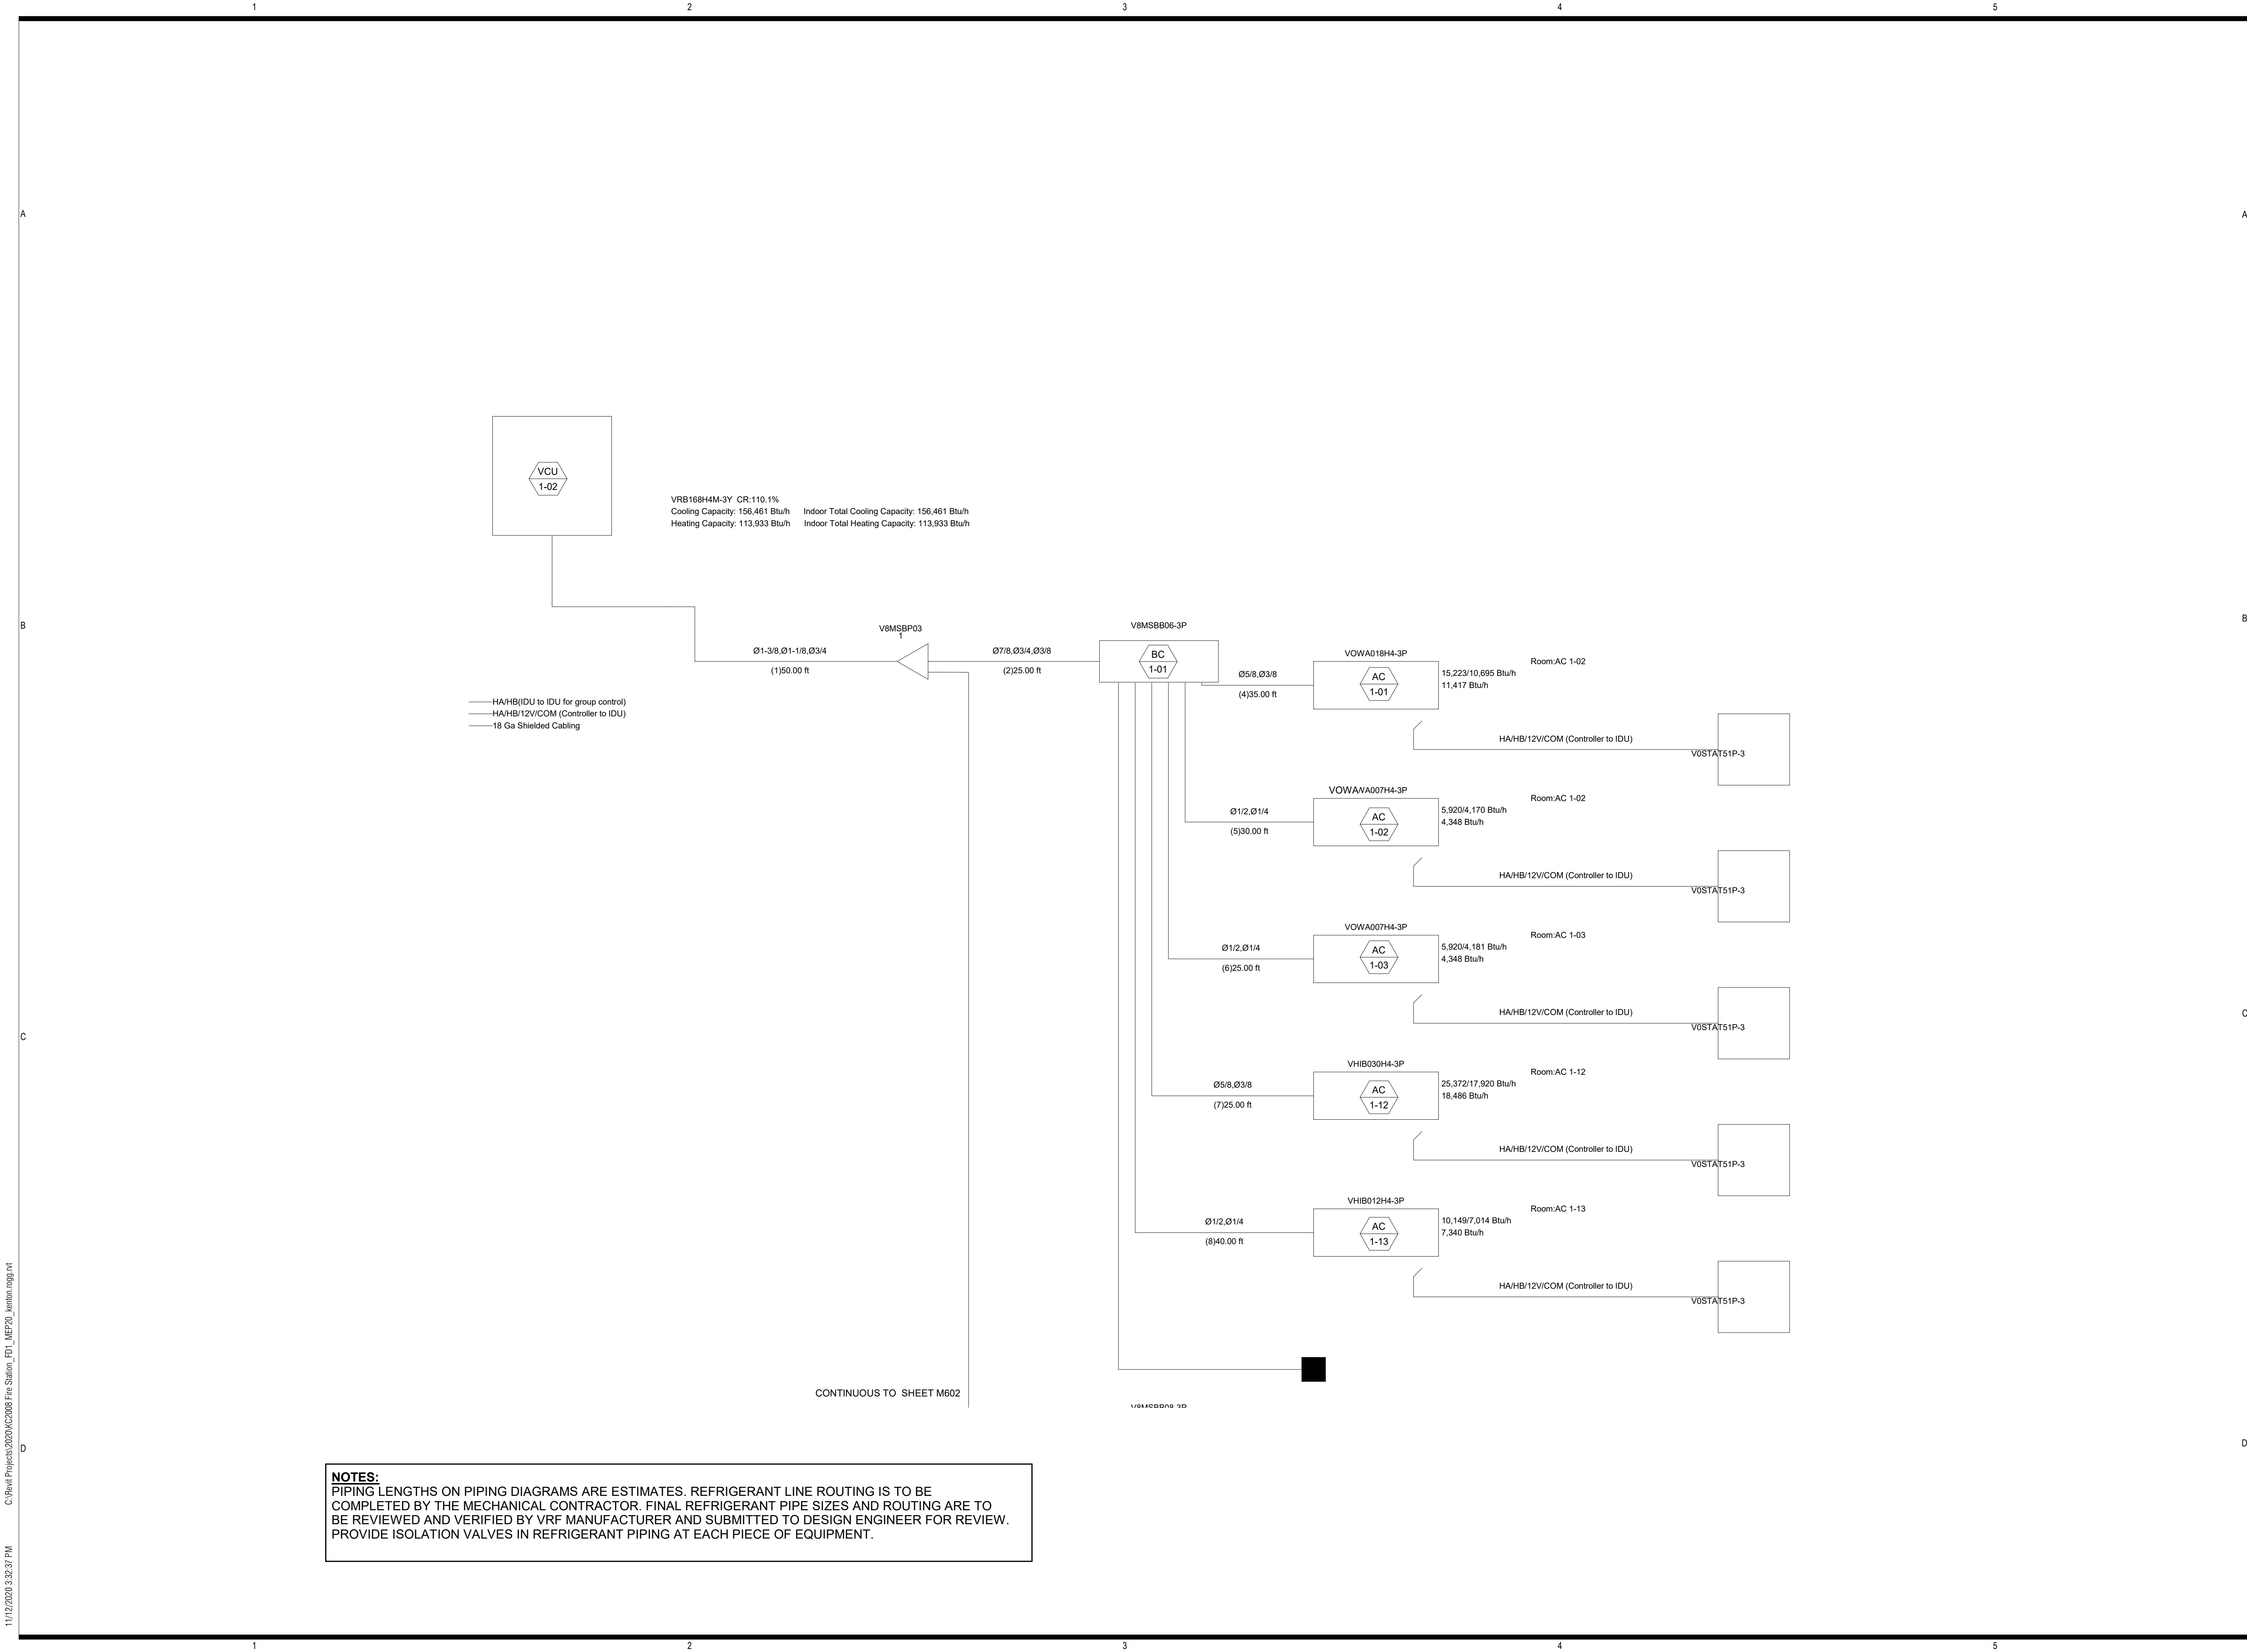 1 2 3 4 5
A A
VCU
1-02
VRB168H4M-3Y CR:110.1%
Cooling Capacity: 156,461 Btu/h Indoor Total Cooling Capacity: 156,461 Btu/h
Heating Capacity: 113,933 Btu/h Indoor Total Heating Capacity: 113,933 Btu/h
B B
V8MSBP03
1
V8MSBB06-3P
Ø1-3/8,Ø1-1/8,Ø3/4
(1)50.00 ft
Ø7/8,Ø3/4,Ø3/8
(2)25.00 ft
BC
1-01
HA/HB(IDU to IDU for group control)
HA/HB/12V/COM (Controller to IDU)
18 Ga Shielded Cabling
Ø5/8,Ø3/8
(4)35.00 ft
VOWA018H4-3P
AC
1-01
15,223/10,695 Btu/h
11,417 Btu/h
Room:AC 1-02
HA/HB/12V/COM (Controller to IDU)
V0STAT51P-3
Ø1/2,Ø1/4
(5)30.00 ft
AC
1-02
5,920/4,170 Btu/h
4,348 Btu/h
Room:AC 1-02
HA/HB/12V/COM (Controller to IDU)
V0STAT51P-3
Ø1/2,Ø1/4
(6)25.00 ft
VOWA007H4-3P
AC
1-03
5,920/4,181 Btu/h
4,348 Btu/h
Room:AC 1-03
HA/HB/12V/COM (Controller to IDU)
V0STAT51P-3
C C
Ø5/8,Ø3/8
(7)25.00 ft
VHIB030H4-3P
AC
1-12
25,372/17,920 Btu/h
18,486 Btu/h
Room:AC 1-12
HA/HB/12V/COM (Controller to IDU)
V0STAT51P-3
Ø1/2,Ø1/4
(8)40.00 ft
VHIB012H4-3P
AC
1-13
10,149/7,014 Btu/h
7,340 Btu/h
Room:AC 1-13
HA/HB/12V/COM (Controller to IDU)
V0STAT51P-3
CONTINUOUS TO SHEET M602
D D
NOTES:
PIPING LENGTHS ON PIPING DIAGRAMS ARE ESTIMATES. REFRIGERANT LINE ROUTING IS TO BE
COMPLETED BY THE MECHANICAL CONTRACTOR. FINAL REFRIGERANT PIPE SIZES AND ROUTING ARE TO
BE REVIEWED AND VERIFIED BY VRF MANUFACTURER AND SUBMITTED TO DESIGN ENGINEER FOR REVIEW.
PROVIDE ISOLATION VALVES IN REFRIGERANT PIPING AT EACH PIECE OF EQUIPMENT.
11/12/2020 3:32:37 PM C:\Revit Projects\2020\KC2008 Fire Station_FD1_MEP20_kenton.rogg.rvt
1 2 3 4 5